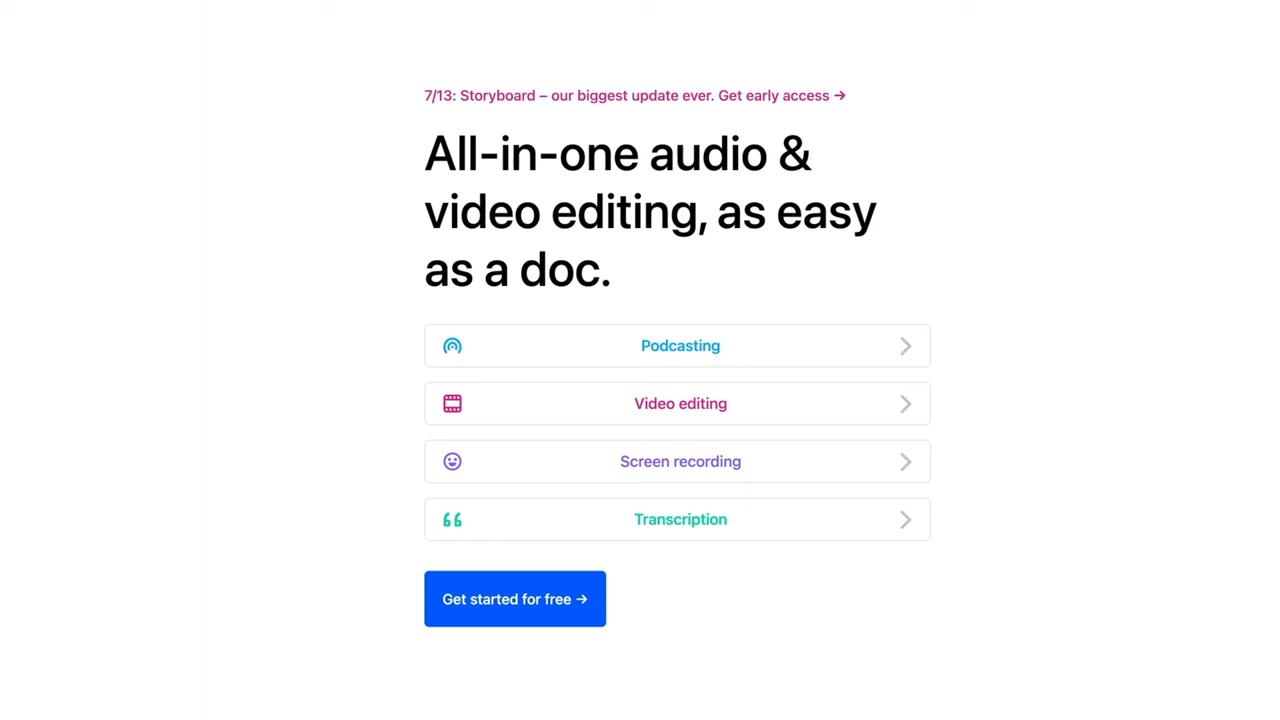 7/13: Storyboard – our biggest update ever. Get early access →
All-in-one audio &
video editing, as easy
as a doc.
Podcasting
Video editing
Screen recording
Transcription
Get started for free →